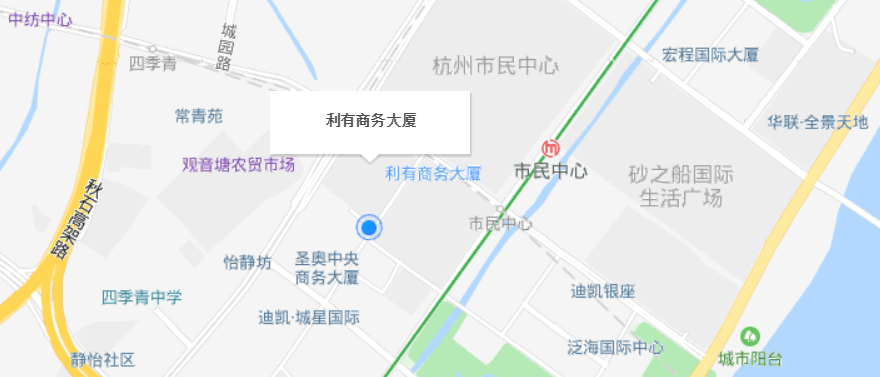 中纺中心
城园路
四季青
杭州市民中心
宏程国际大厦
常青苑
利有商务大厦
华联·全景天地
观音塘农贸市场
利有商务大厦
市民中心
砂之船国际
生活广场
秋石高架路
市民中心
怡静坊
圣奥中央
商务大厦
四季青中学
迪凯银座
迪凯·城星国际
泛海国际中心
静怡社区
城市阳台